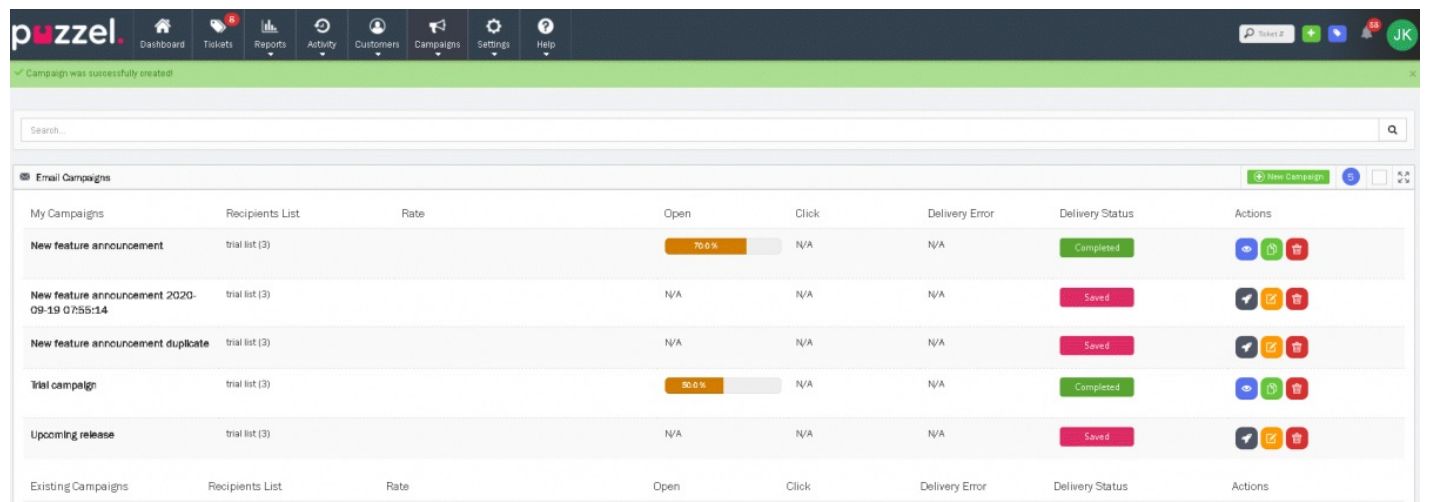 puzzel.
Dashboard
Tickets
8
Reports
Activity
Customers
Campaigns
Settings
Help
Ticket #
55
JK
Campaign was successfully created!
Search...
Email Campaigns
New Campaign
5
My Campaigns Recipients List Rate Open Click Delivery Error Delivery Status Actions
New feature announcement trial list (3) 70.0 % N/A N/A Completed
New feature announcement 2020- trial list (3) N/A N/A N/A Saved
09-19 07:55:14
New feature announcement duplicate trial list (3) N/A N/A N/A Saved
Trial campaign trial list (3) 50.0 % N/A N/A Completed
Upcoming release trial list (3) N/A N/A N/A Saved
Existing Campaigns Recipients List Rate Open Click Delivery Error Delivery Status Actions